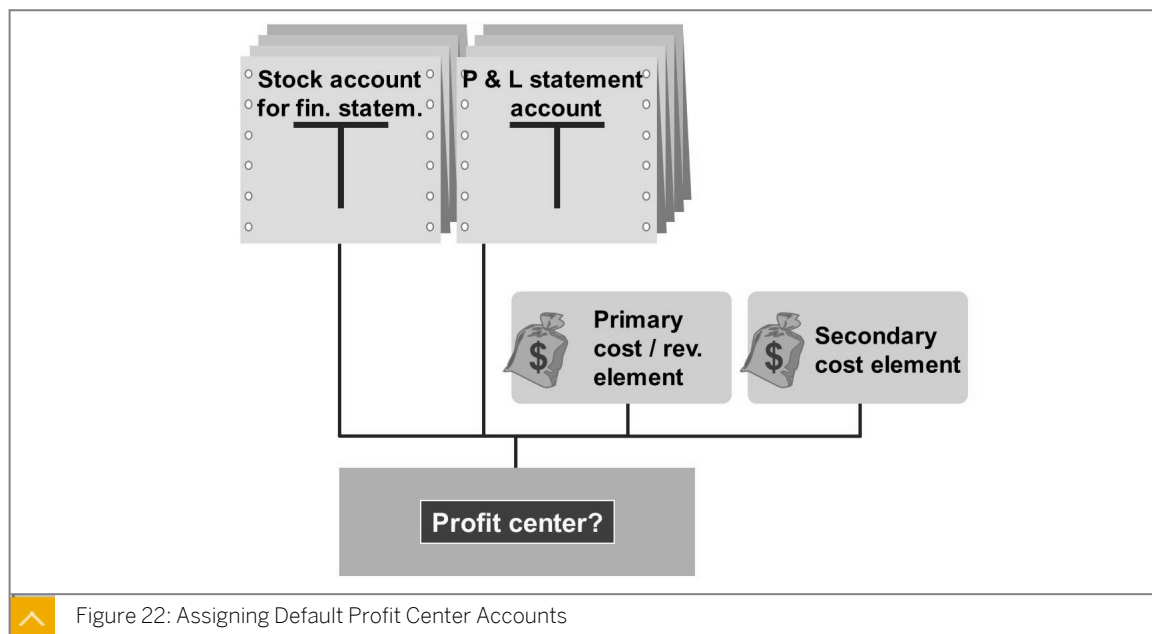 Stock account
for fin. statem.
P & L statement
account
$
Primary
cost / rev.
element
$
Secondary
cost element
Profit center?
Figure 22: Assigning Default Profit Center Accounts